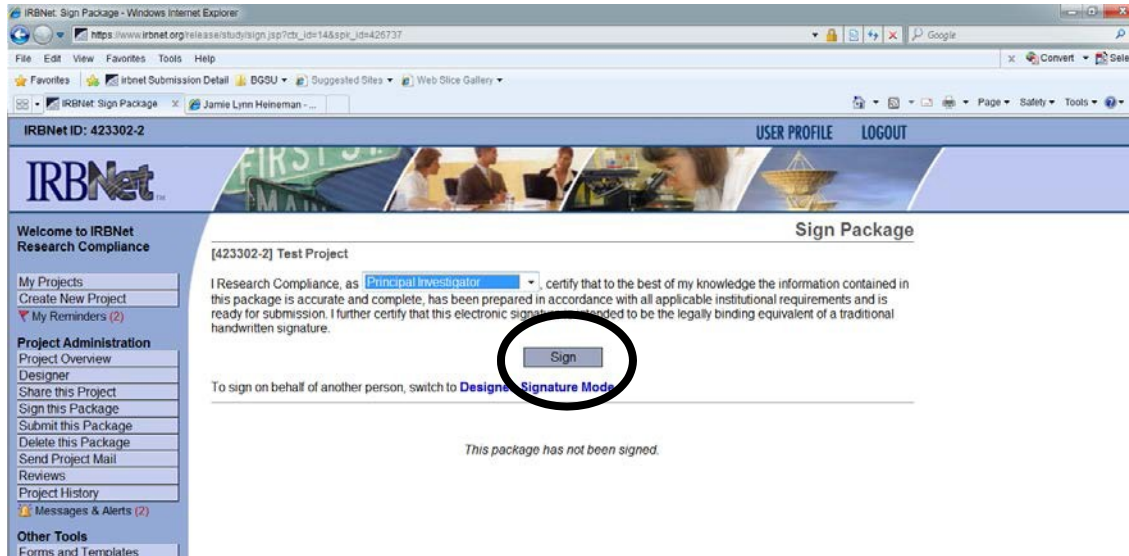 IRBNet: Sign Package - Windows Internet Explorer
https://www.irbnet.org/release/study/sign.jsp?ctx_id=14&spk_id=426737
Google
File Edit View Favorites Tools Help
x Convert Sele
Favorites irbnet Submission Detail BGSU Suggested Sites Web Slice Gallery
IRBNet: Sign Package x Jamie Lynn Heineman - ...
Page Safety Tools
IRBNet ID: 423302-2
USER PROFILE LOGOUT
FIRST ST
MAIN
IRBNet
Sign Package
Welcome to IRBNet
Research Compliance
My Projects
Create New Project
My Reminders (2)
Project Administration
Project Overview
Designer
Share this Project
Sign this Package
Submit this Package
Delete this Package
Send Project Mail
Reviews
Project History
Messages & Alerts (2)
Other Tools
Forms and Templates
[423302-2] Test Project
I Research Compliance, as Principal Investigator , certify that to the best of my knowledge the information contained in
this package is accurate and complete, has been prepared in accordance with all applicable institutional requirements and is
ready for submission. I further certify that this electronic signature is intended to be the legally binding equivalent of a traditional
handwritten signature.
Sign
To sign on behalf of another person, switch to Designee Signature Mode
This package has not been signed.